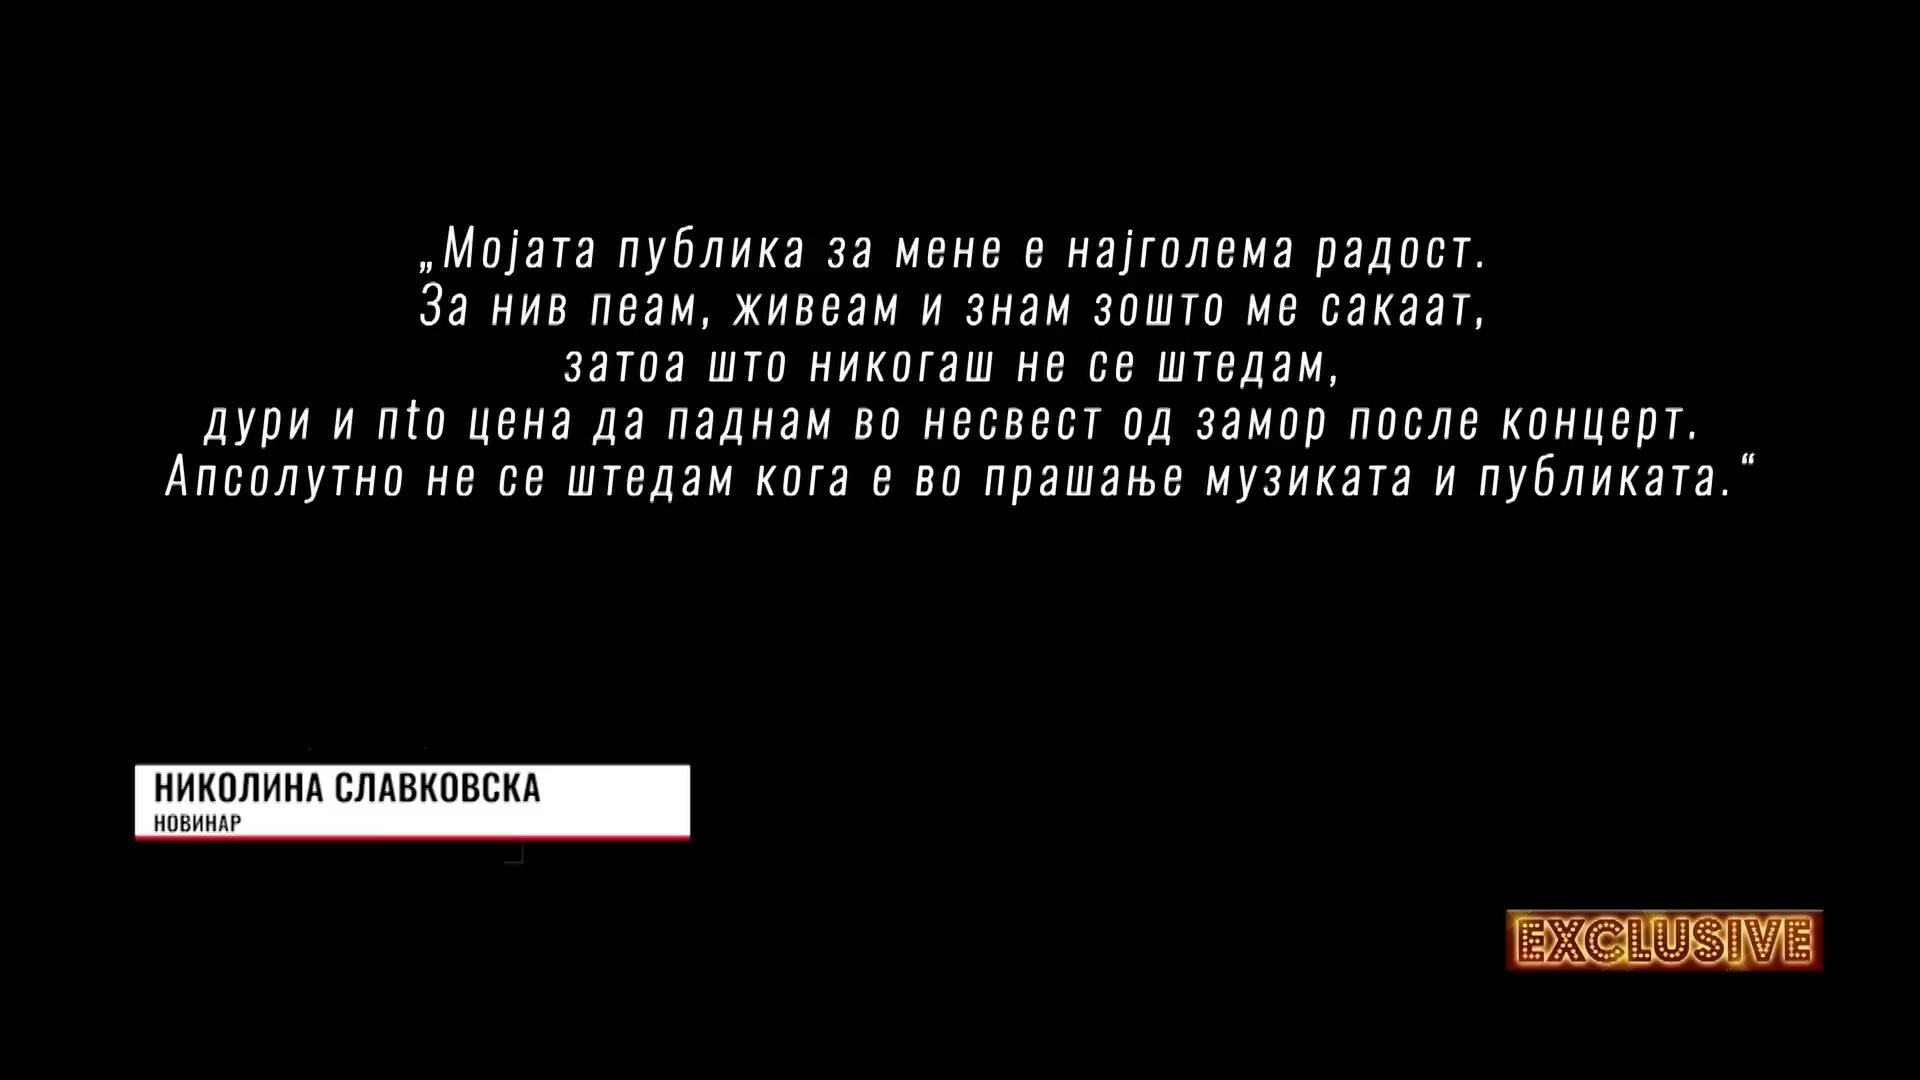 „Мојата публика за мене е најголема радост.
За нив пеам, живеам и знам зошто ме сакаат,
затоа што никогаш не се штедам,
дури и пto цена да паднам во несвест од замор после концерт.
Апсолутно не се штедам кога е во прашање музиката и публиката.“
НИКОЛИНА СЛАВКОВСКА
НОВИНАР
EXCLUSIVE